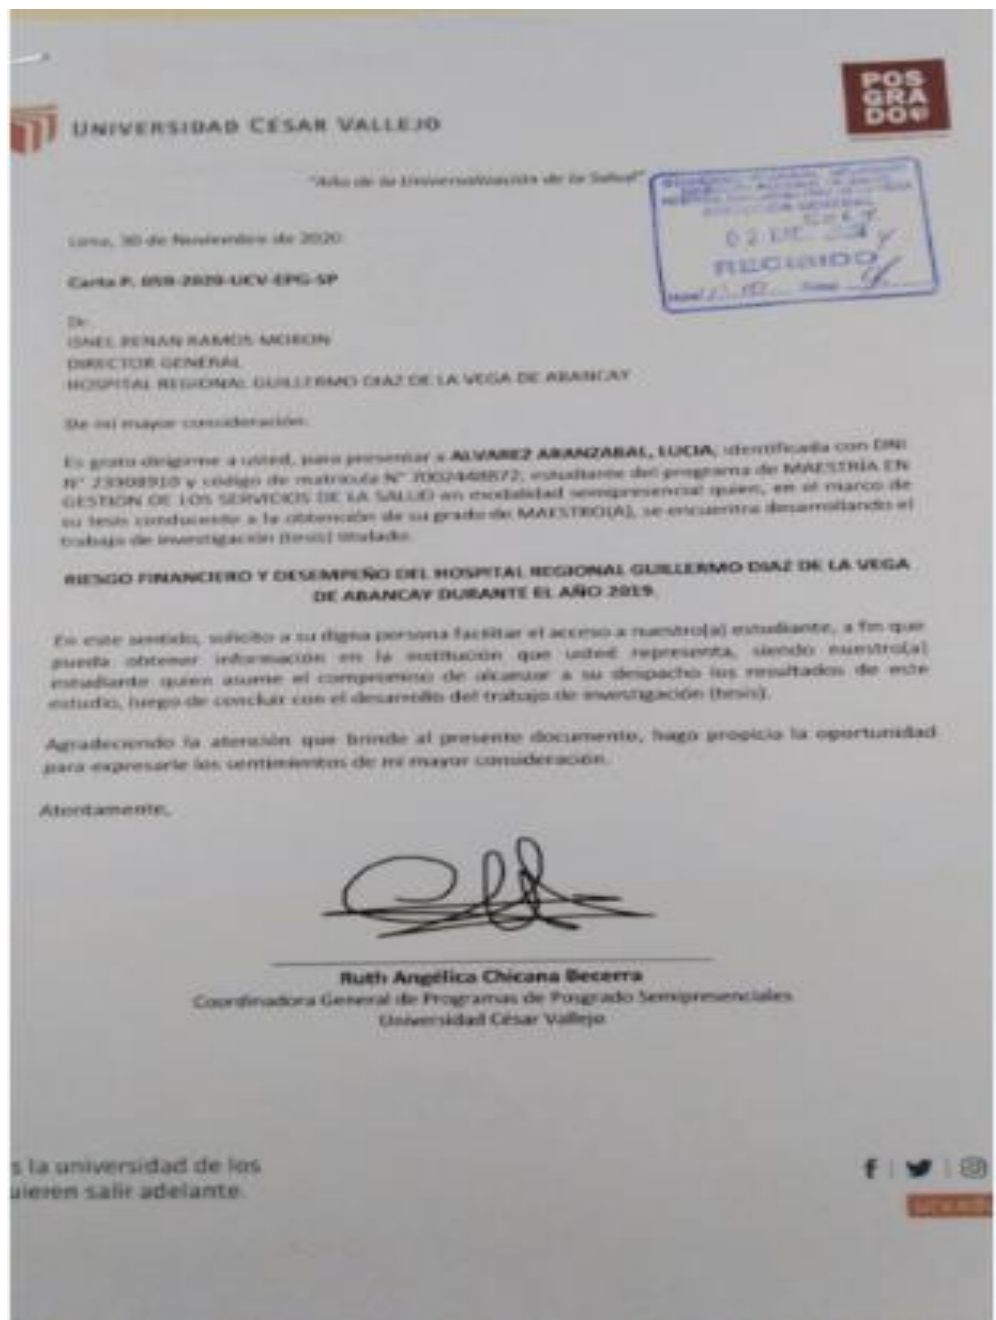 POS
GRA
DO
UNIVERSIDAD CÉSAR VALLEJO
"Año de la Universalización de la Salud"
Lima, 30 de Noviembre de 2020
Carta P. 059-2020-UCV-EPG-SP
DIRECCION GENERAL
02 DIC
RECIBIDO
Dr.
ISNEL RENAN RAMOS MORON
DIRECTOR GENERAL
HOSPITAL REGIONAL GUILLERMO DIAZ DE LA VEGA DE ABANCAY
De mi mayor consideración:
Es grato dirigirme a usted, para presentar a ALVAREZ ARANZABAL, LUCIA, identificada con DNI
N° y código de matrícula N° 7002448872, estudiante del programa de MAESTRÍA EN
GESTIÓN DE LOS SERVICIOS DE LA SALUD en modalidad semipresencial quien, en el marco de
su tesis conducente a la obtención de su grado de MAESTRO(A), se encuentra desarrollando el
trabajo de investigación (tesis) titulado.
RIESGO FINANCIERO Y DESEMPEÑO DEL HOSPITAL REGIONAL GUILLERMO DIAZ DE LA VEGA
DE ABANCAY DURANTE EL AÑO 2019.
En este sentido, solicito a su digna persona facilitar el acceso a nuestro(a) estudiante, a fin que
pueda obtener información en la institución que usted representa, siendo nuestro(a)
estudiante quien asume el compromiso de alcanzar a su despacho los resultados de este
estudio, luego de concluir con el desarrollo del trabajo de investigación (tesis).
Agradeciendo la atención que brinde al presente documento, hago propicia la oportunidad
para expresarle los sentimientos de mi mayor consideración.
Atentamente,
Ruth Angélica Chicana Becerra
Coordinadora General de Programas de Posgrado Semipresenciales
Universidad César Vallejo
s la universidad de los
uieren salir adelante.
ucv.edu